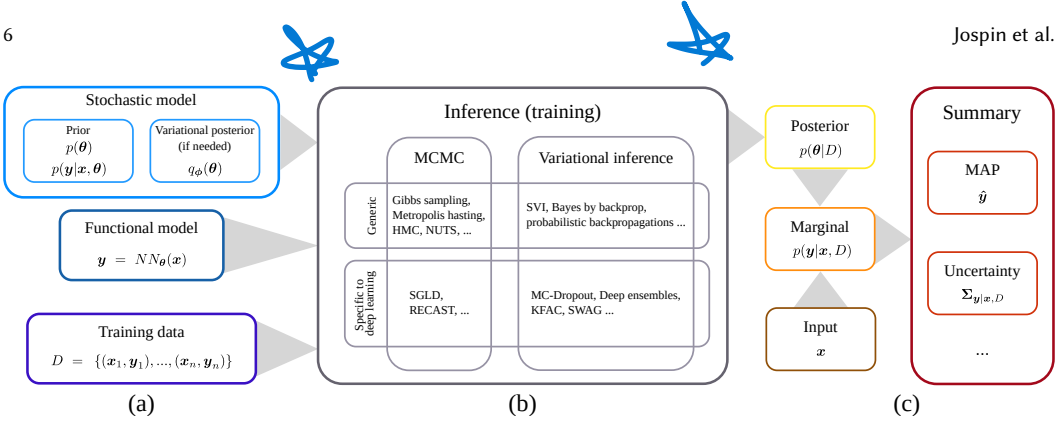 6
Jospin et al.
Stochastic model
Prior
p(θ)
p(y|x, θ)
Variational posterior
(if needed)
qϕ(θ)
Functional model
y = NNθ(x)
Training data
D = {(x1, y1), ..., (xn, yn)}
(a)
Inference (training)
MCMC
Variational inference
Generic
Gibbs sampling,
Metropolis hasting,
HMC, NUTS, ...
SVI, Bayes by backprop,
probabilistic backpropagations ...
Specific to
deep learning
SGLD,
RECAST, ...
MC-Dropout, Deep ensembles,
KFAC, SWAG ...
(b)
Posterior
p(θ|D)
Marginal
p(y|x, D)
Input
x
Summary
MAP
ŷ
Uncertainty
Σy|x,D
...
(c)